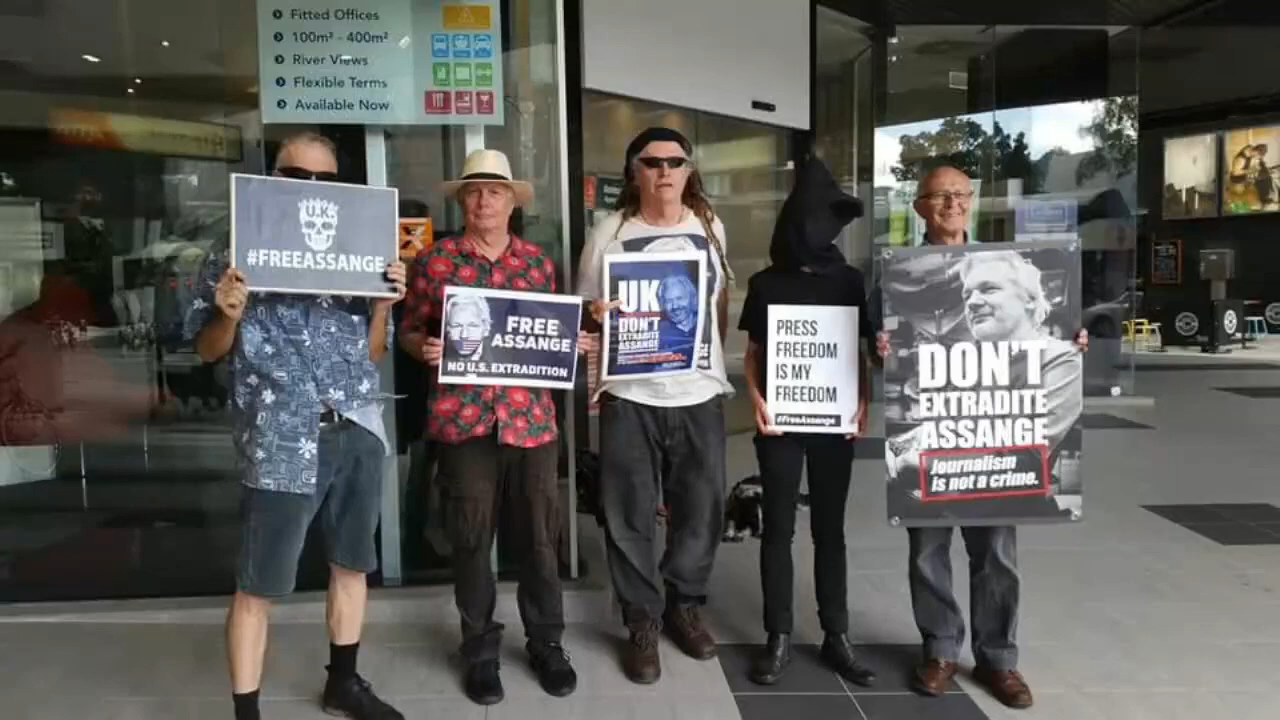 Fitted Offices
100m² - 400m²
River Views
Flexible Terms
Available Now
U.K.
#FREEASSANGE
FREE
ASSANGE
NO U.S. EXTRADITION
UK
DON'T
EXTRADITE
ASSANGE
PRESS
FREEDOM
IS MY
FREEDOM
#FreeAssange
DON'T
EXTRADITE
ASSANGE
Journalism
is not a crime.